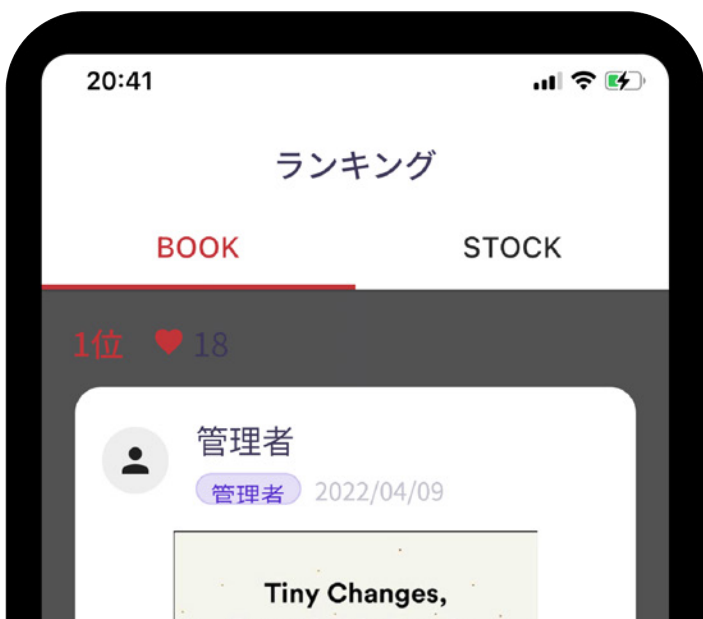 20:41
ランキング
BOOK STOCK
1位 18
管理者
管理者 2022/04/09
Tiny Changes,